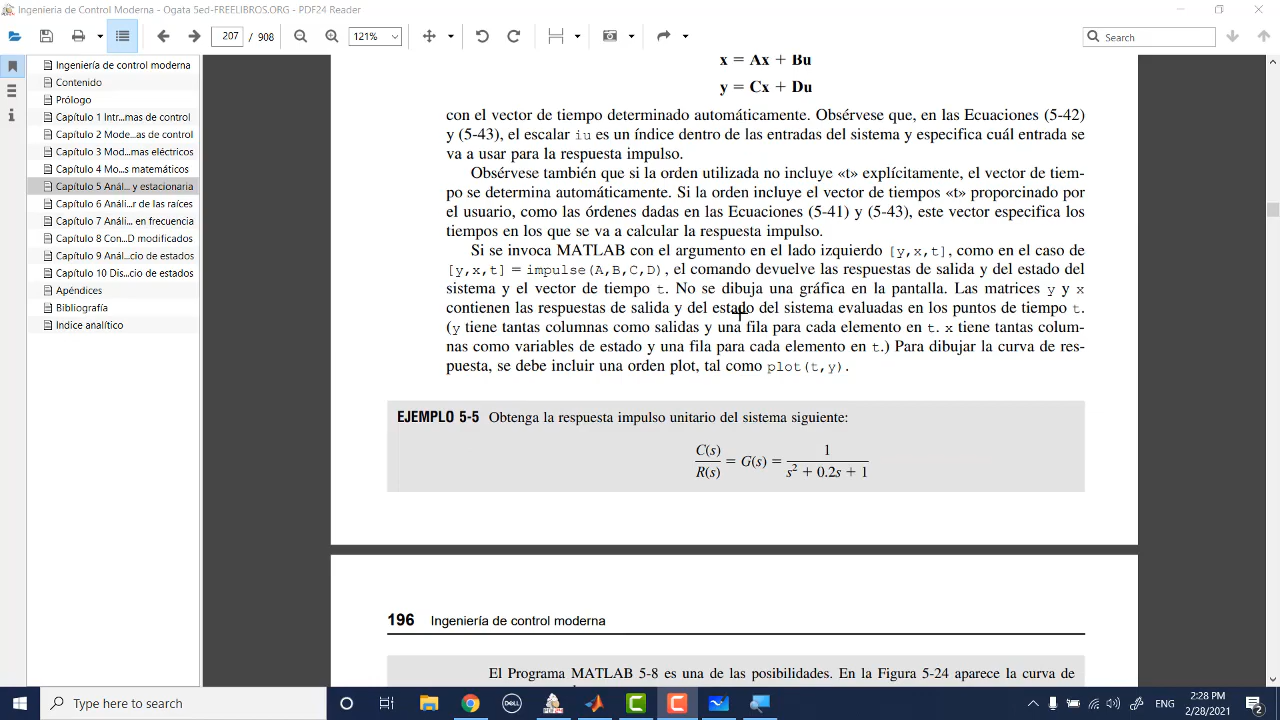 Ingenieria de Control Moderna - Ogata 5ed-FREELIBROS.ORG - PDF24 Reader
207 / 908
121%
Search
Ingeniería de control moderna
Contenido
Prólogo
Capítulo 1 Intr...mas de control
Capítulo 2 Mode...mas de control
Capítulo 3 Mod...mas eléctricos
Capítulo 4 Mo...s matemáticos
Capítulo 5 Anál... y estacionaria
Capítulo 6 Anál...r de las raíces
Capítulo 7 Anál... en frecuencia
Capítulo 8 Con...D modificados
Capítulo 9 Anál...cio de estados
Capítulo 10 Dis...cio de estados
Apéndices
Bibliografía
Indice analítico
x = Ax + Bu
y = Cx + Du
con el vector de tiempo determinado automáticamente. Obsérvese que, en las Ecuaciones (5-42)
y (5-43), el escalar iu es un índice dentro de las entradas del sistema y especifica cuál entrada se
va a usar para la respuesta impulso.
Obsérvese también que si la orden utilizada no incluye «t» explícitamente, el vector de tiem-
po se determina automáticamente. Si la orden incluye el vector de tiempos «t» proporcinado por
el usuario, como las órdenes dadas en las Ecuaciones (5-41) y (5-43), este vector especifica los
tiempos en los que se va a calcular la respuesta impulso.
Si se invoca MATLAB con el argumento en el lado izquierdo [y,x,t], como en el caso de
[y,x,t] = impulse(A,B,C,D), el comando devuelve las respuestas de salida y del estado del
sistema y el vector de tiempo t. No se dibuja una gráfica en la pantalla. Las matrices y y x
contienen las respuestas de salida y del estado del sistema evaluadas en los puntos de tiempo t.
(y tiene tantas columnas como salidas y una fila para cada elemento en t. x tiene tantas colum-
nas como variables de estado y una fila para cada elemento en t.) Para dibujar la curva de res-
puesta, se debe incluir una orden plot, tal como plot(t,y).
EJEMPLO 5-5 Obtenga la respuesta impulso unitario del sistema siguiente:
C(s)/R(s) = G(s) = 1/(s² + 0.2s + 1)
196 Ingeniería de control moderna
El Programa MATLAB 5-8 es una de las posibilidades. En la Figura 5-24 aparece la curva de
Type here to search
DELL
ENG
2:28 PM
2/28/2021
2